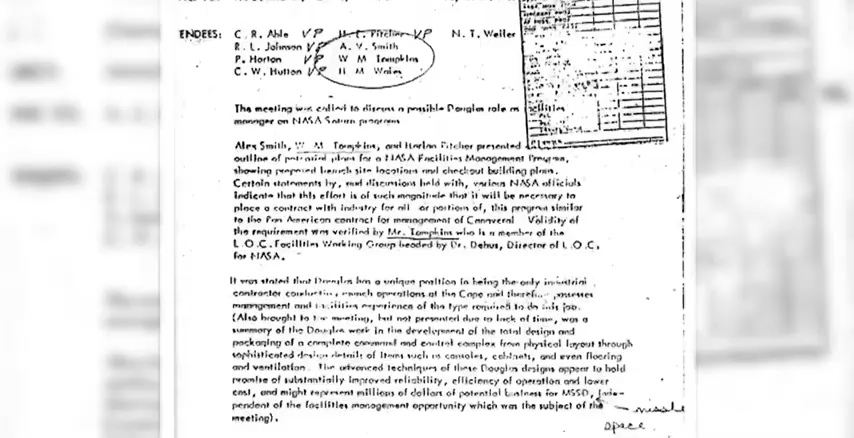 ENDEES: C. R. Able VP H. E. Pitcher VP N. T. Weiler
R. L. Johnson VP A. V. Smith
P. Horton VP W M Tompkins
C. W. Hutton VP H M Wales
The meeting was called to discuss a possible Douglas role as facilities
manager on NASA Saturn programs
Alex Smith, W. M. Tompkins, and Harlan Pitcher presented
outline of potential plans for a NASA Facilities Management Program,
showing proposed launch site locations and checkout building plans.
Certain statements by, and discussions held with, various NASA officials
indicate that this effort is of such magnitude that it will be necessary to
place a contract with industry for all or portions of, this program similar
to the Pan American contract for management of Canaveral Validity of
the requirement was verified by Mr. Tompkins who is a member of the
L.O.C. Facilities Working Group headed by Dr. Debus, Director of L.O.C.
for NASA.
It was stated that Douglas has a unique position in being the only industrial
contractor launch operations at the Cape and possesses
management and facilities experience of the type required to do this job.
(Also brought to the meeting, but not presented due to lack of time, was a
summary of the Douglas work in the development of the total design and
packaging of a complete command and control complex from physical layout through
sophisticated design details of items such as consoles, cabinets, and even flooring
and ventilation. The advanced techniques of these Douglas designs appear to hold
promise of substantially improved reliability, efficiency of operation and lower
cost, and might represent millions of dollars of potential business for MSSD, inde-
pendent of the facilities management opportunity which was the subject of the
meeting).
missile
space